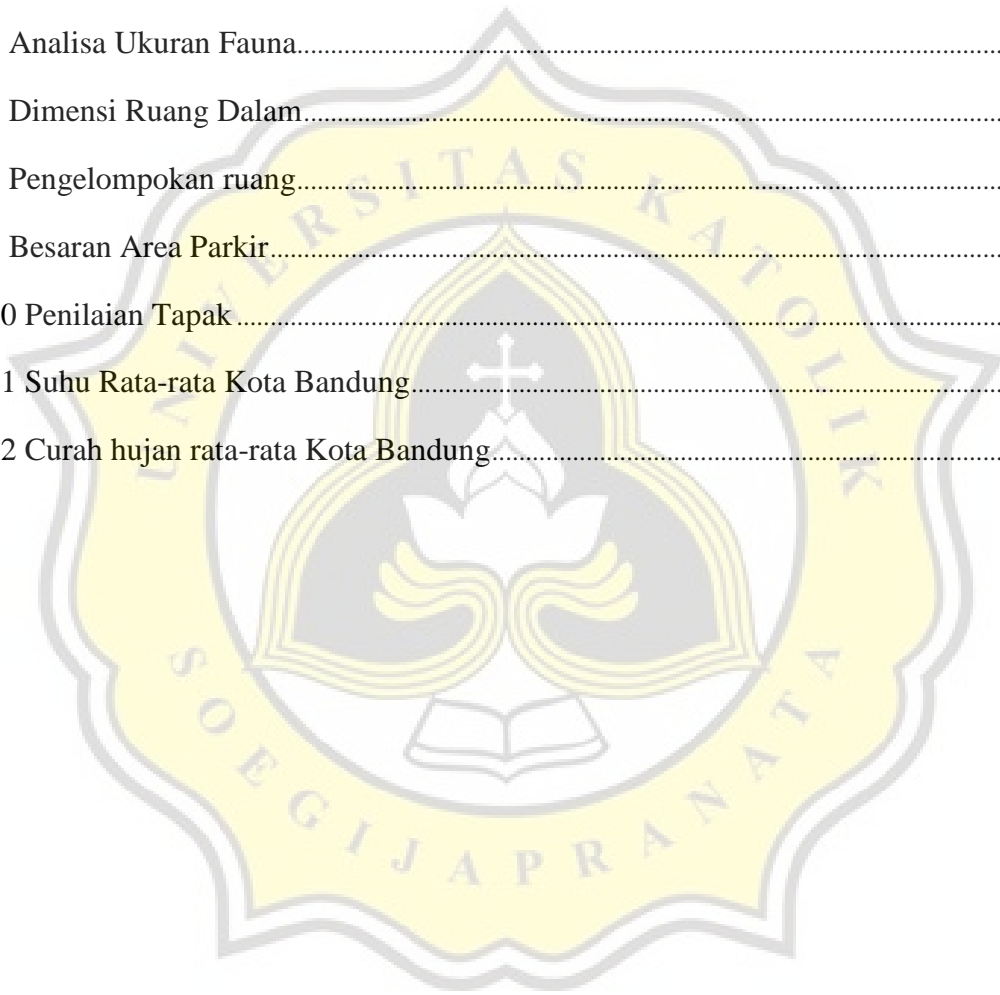 Analisa Ukuran Fauna........................................................................
Dimensi Ruang Dalam........................................................................
Pengelompokan ruang........................................................................
Besaran Area Parkir........................................................................
0 Penilaian Tapak........................................................................
1 Suhu Rata-rata Kota Bandung........................................................................
2 Curah hujan rata-rata Kota Bandung........................................................................
UNIVERSITAS KATOLIK
SOEGIJAPRANATA